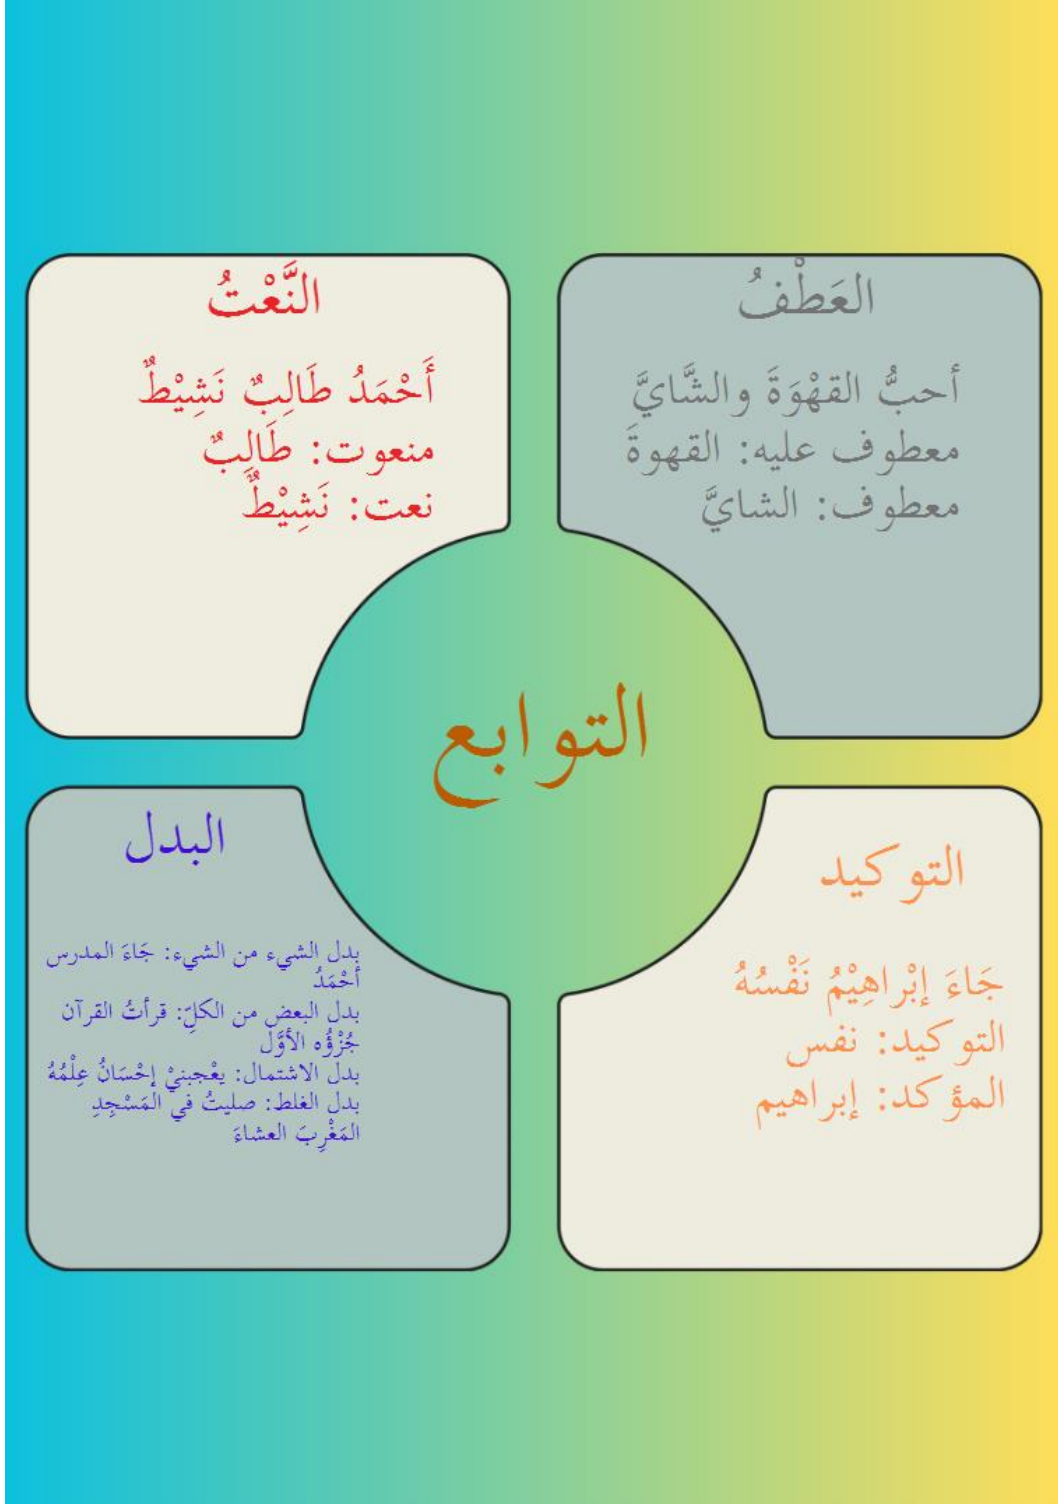 العَطْفُ
أحبُّ القهْوَةَ والشَّايَّ
معطوف عليه: القهوةَ
معطوف: الشايَّ
النَّعْتُ
أَحْمَدُ طَالِبٌ نَشِيْطٌ
منعوت: طَالِبٌ
نعت: نَشِيْطٌ
التوابع
التوكيد
جَاءَ إبْراهِيْمُ نَفْسُهُ
التوكيد: نفس
المؤكد: إبراهيم
البدل
بدل الشيء من الشيء: جَاءَ المدرس
أحْمَدُ
بدل البعض من الكلِّ: قرأتُ القرآن
جُزْؤُه الأوَّل
بدل الاشتمال: يعْجبنيْ إحْسَانُ عِلْمُهُ
بدل الغلط: صليتُ في المَسْجِدِ
المَغْرِبَ العشاءَ